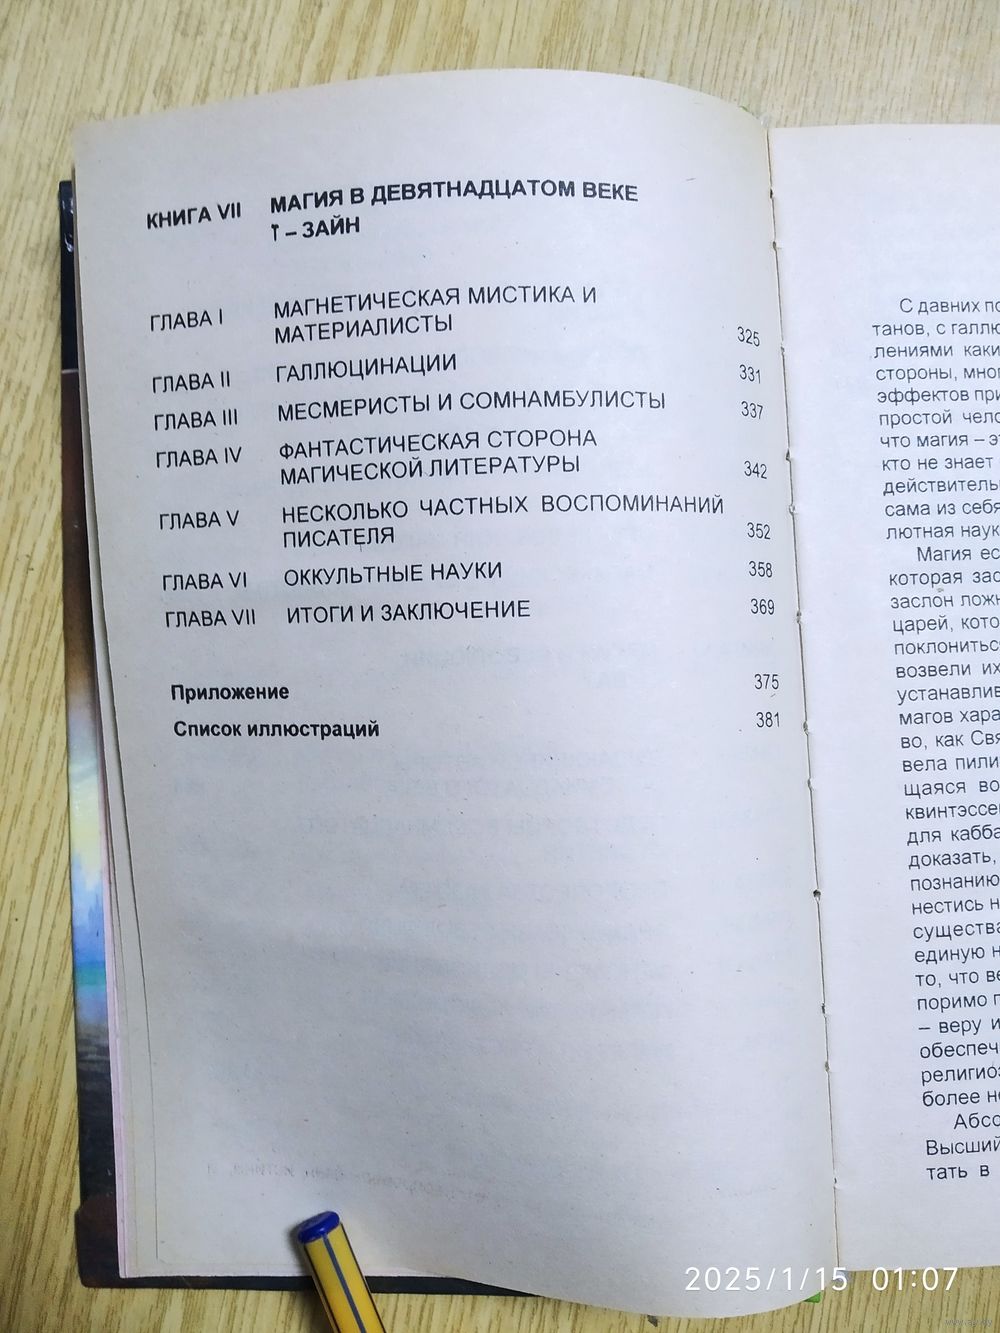 КНИГА VII МАГИЯ В ДЕВЯТНАДЦАТОМ ВЕКЕ
ז – ЗАЙН
ГЛАВА I МАГНЕТИЧЕСКАЯ МИСТИКА И
МАТЕРИАЛИСТЫ 325
ГЛАВА II ГАЛЛЮЦИНАЦИИ 331
ГЛАВА III МЕСМЕРИСТЫ И СОМНАМБУЛИСТЫ 337
ГЛАВА IV ФАНТАСТИЧЕСКАЯ СТОРОНА
МАГИЧЕСКОЙ ЛИТЕРАТУРЫ 342
ГЛАВА V НЕСКОЛЬКО ЧАСТНЫХ ВОСПОМИНАНИЙ
ПИСАТЕЛЯ 352
ГЛАВА VI ОККУЛЬТНЫЕ НАУКИ 358
ГЛАВА VII ИТОГИ И ЗАКЛЮЧЕНИЕ 369
Приложение 375
Список иллюстраций 381
С давних по
танов, с галлю
лениями каки
стороны, мног
эффектов при
простой чело
что магия – эт
кто не знает
действитель
сама из себя
лютная наук
Магия ес
которая зас
заслон ложн
царей, кото
поклонитьс
возвели их
устанавлив
магов хара
во, как Свя
вела пили
щаяся во
квинтэссе
для кабба
доказать,
познанию
нестись н
существа
единую н
то, что ве
поримо п
– веру и
обеспеч
религиоз
более не
Абсо
Высший
тать в
2025/1/15 01:07